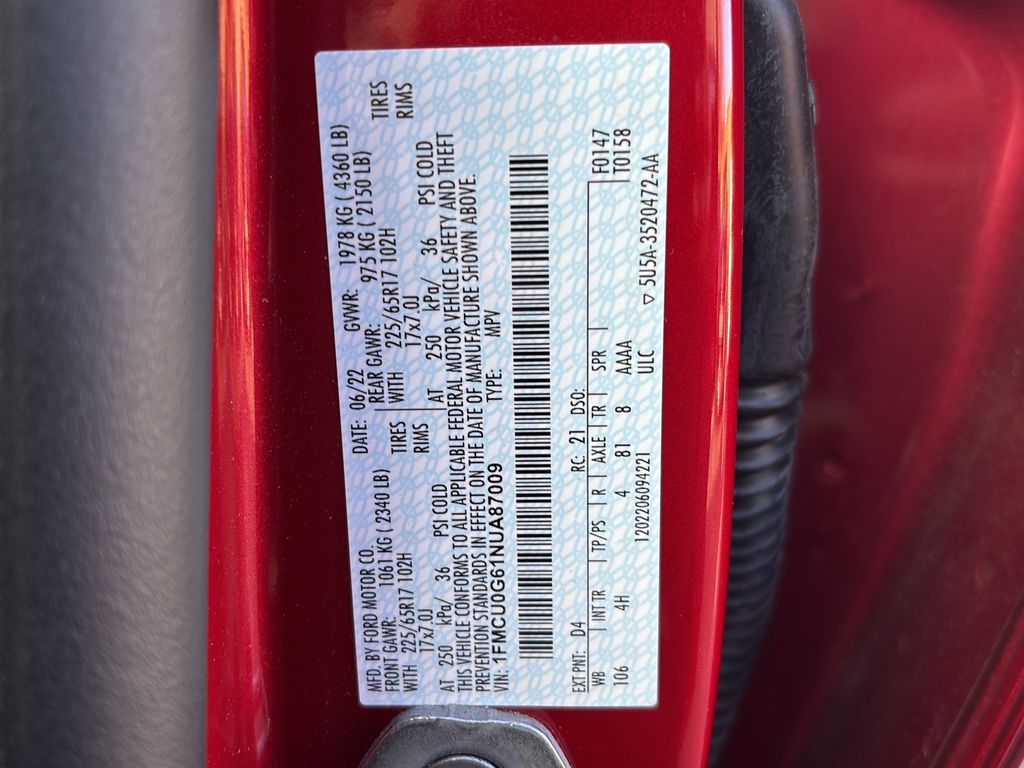 MFD. BY FORD MOTOR CO. DATE: 06/22 GVWR: 1978 KG ( 4360 LB)
FRONT GAWR: 1061 KG ( 2340 LB) REAR GAWR: 975 KG ( 2150 LB)
WITH 225/65R17 102H TIRES WITH 225/65R17 102H TIRES
17x7.0J RIMS 17x7.0J RIMS
AT 250 kPa/ 36 PSI COLD AT 250 kPa/ 36 PSI COLD
THIS VEHICLE CONFORMS TO ALL APPLICABLE FEDERAL MOTOR VEHICLE SAFETY AND THEFT
PREVENTION STANDARDS IN EFFECT ON THE DATE OF MANUFACTURE SHOWN ABOVE.
VIN: 1FMCU0G61NUA87009 TYPE: MPV
EXT PNT: D4 RC: 21 DSO:
WB INT TR TP/PS R AXLE TR SPR F0147
106 4H 4 81 8 AAAA T0158
1202206094221 ULC 5U5A-3520472-AA